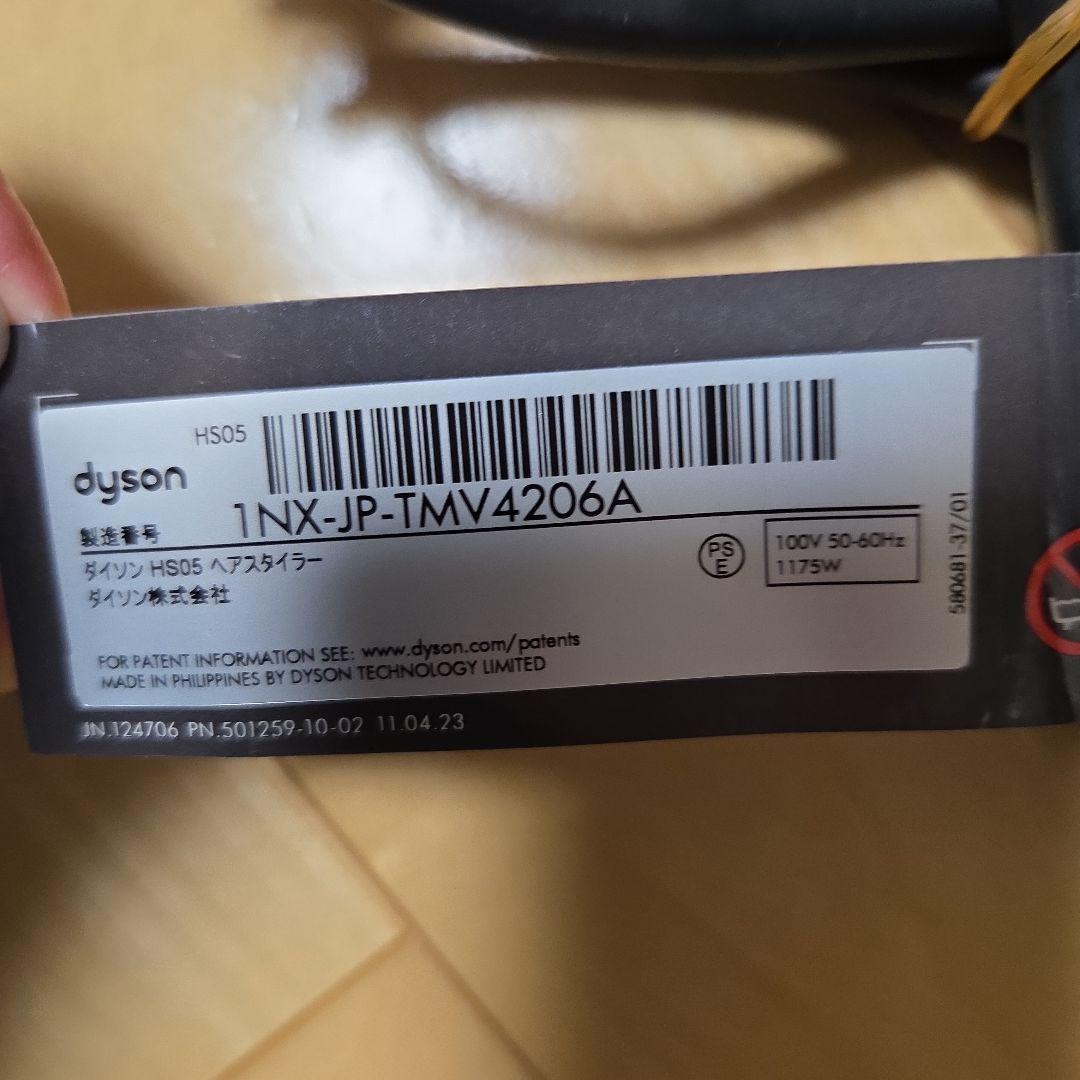 HS05
dyson
製造番号 1NX-JP-TMV4206A
ダイソン HS05 ヘアスタイラー
ダイソン株式会社
PS
E
100V 50-60Hz
1175W
580681-37/01
FOR PATENT INFORMATION SEE: www.dyson.com/patents
MADE IN PHILIPPINES BY DYSON TECHNOLOGY LIMITED
JN.124706 PN.501259-10-02 11.04.23